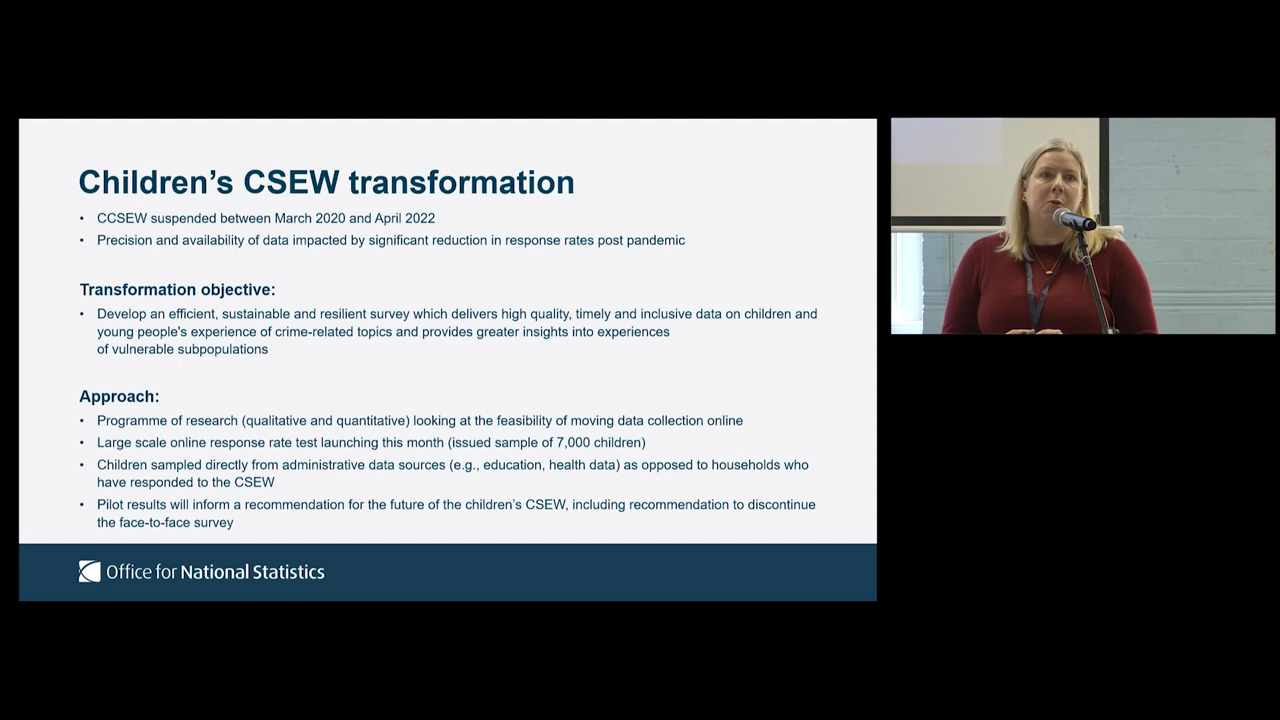 Children’s CSEW transformation
• CCSEW suspended between March 2020 and April 2022
• Precision and availability of data impacted by significant reduction in response rates post pandemic
Transformation objective:
• Develop an efficient, sustainable and resilient survey which delivers high quality, timely and inclusive data on children and
young people's experience of crime-related topics and provides greater insights into experiences
of vulnerable subpopulations
Approach:
• Programme of research (qualitative and quantitative) looking at the feasibility of moving data collection online
• Large scale online response rate test launching this month (issued sample of 7,000 children)
• Children sampled directly from administrative data sources (e.g., education, health data) as opposed to households who
have responded to the CSEW
• Pilot results will inform a recommendation for the future of the children’s CSEW, including recommendation to discontinue
the face-to-face survey
Office for National Statistics